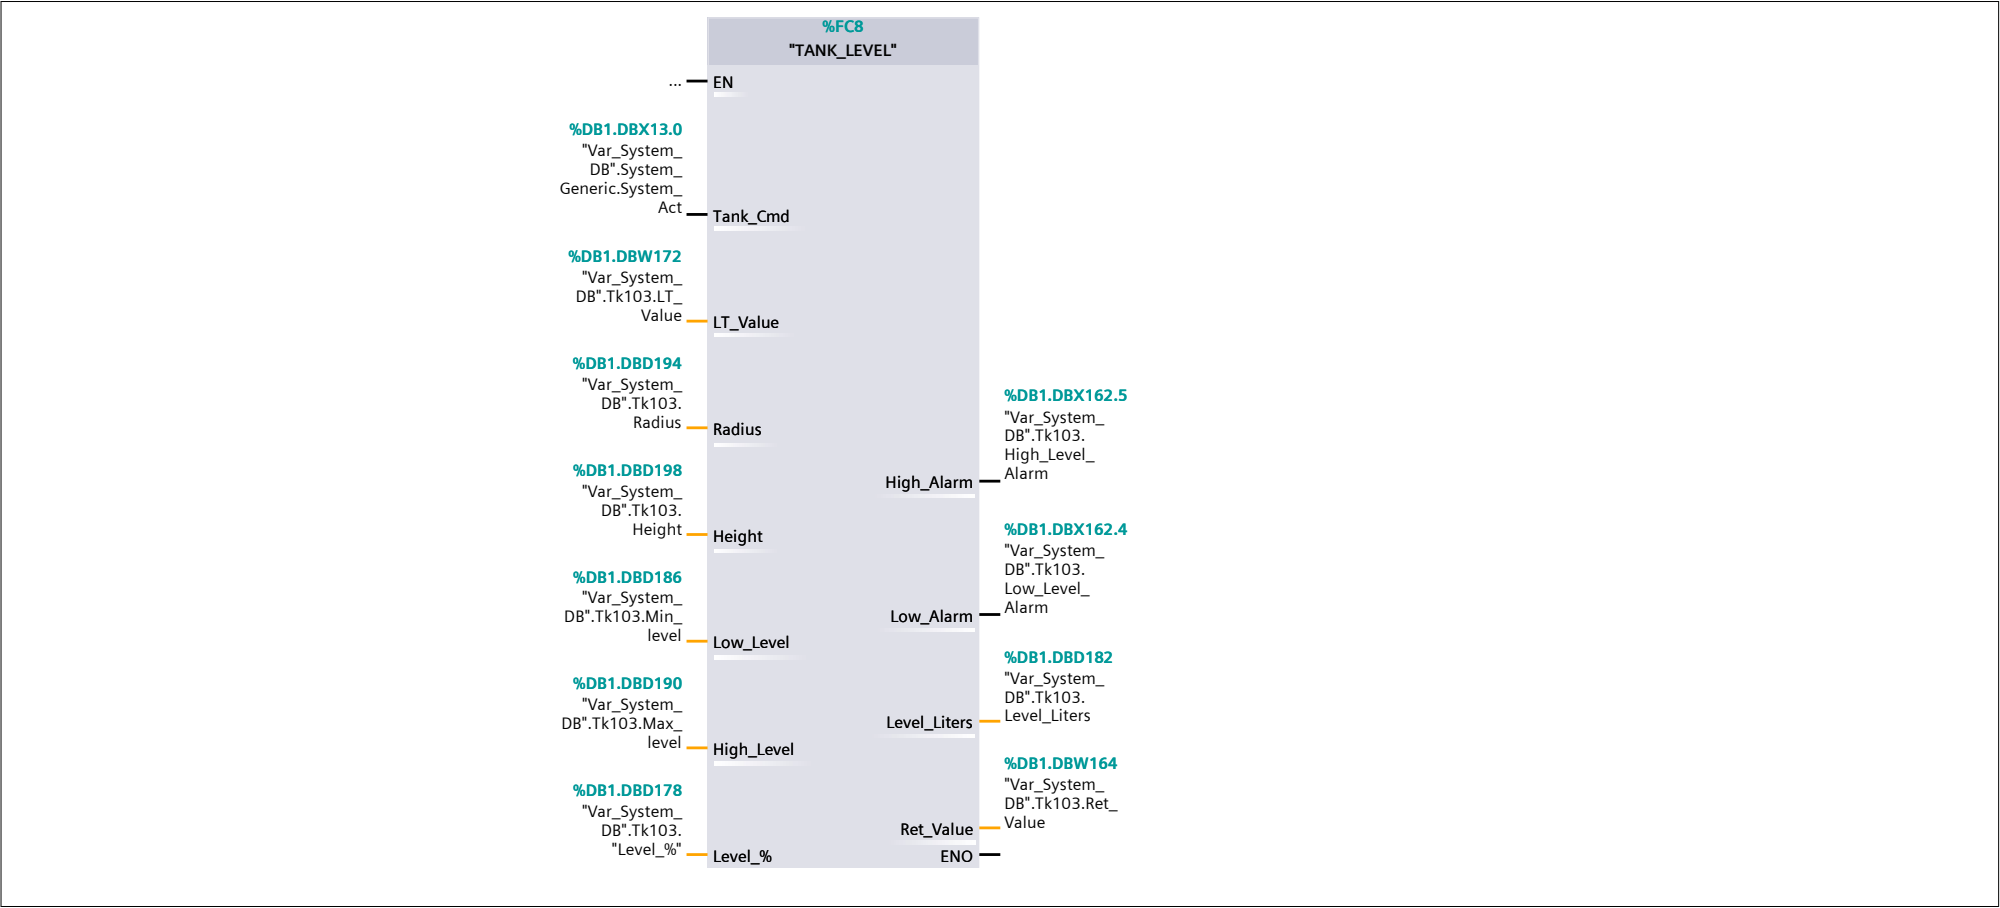 %FC8
"TANK_LEVEL"
... EN
%DB1.DBX13.0
"Var_System_
DB".System_
Generic.System_
Act
Tank_Cmd
%DB1.DBW172
"Var_System_
DB".Tk103.LT_
Value
LT_Value
%DB1.DBD194
"Var_System_
DB".Tk103.
Radius
Radius
%DB1.DBD198
"Var_System_
DB".Tk103.
Height
Height
%DB1.DBD186
"Var_System_
DB".Tk103.Min_
level
Low_Level
%DB1.DBD190
"Var_System_
DB".Tk103.Max_
level
High_Level
%DB1.DBD178
"Var_System_
DB".Tk103.
"Level_%"
Level_%
High_Alarm
%DB1.DBX162.5
"Var_System_
DB".Tk103.
High_Level_
Alarm
Low_Alarm
%DB1.DBX162.4
"Var_System_
DB".Tk103.
Low_Level_
Alarm
Level_Liters
%DB1.DBD182
"Var_System_
DB".Tk103.
Level_Liters
Ret_Value
%DB1.DBW164
"Var_System_
DB".Tk103.Ret_
Value
ENO